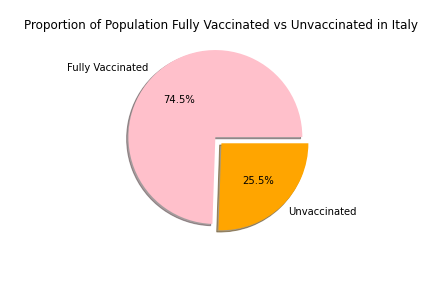 Proportion of Population Fully Vaccinated vs Unvaccinated in Italy
Fully Vaccinated
74.5%
25.5%
Unvaccinated